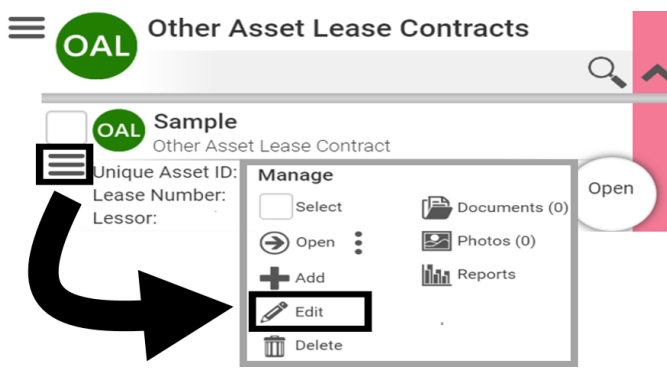 OAL Other Asset Lease Contracts
OAL Sample
Other Asset Lease Contract
Unique Asset ID:
Lease Number:
Lessor:
Open
Manage
Select
Documents (0)
Open
Photos (0)
Add
Reports
Edit
Delete